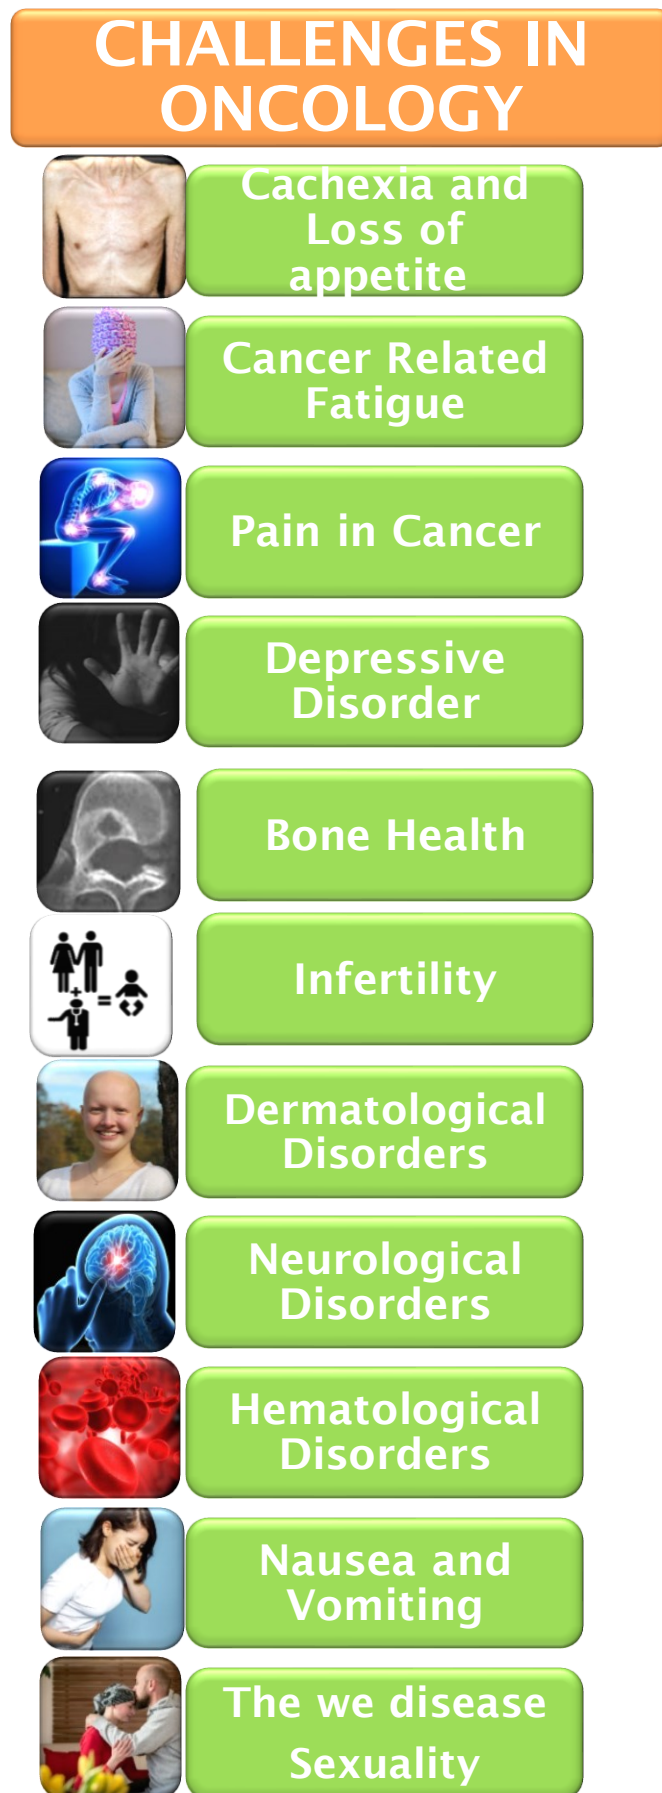 CHALLENGES IN
ONCOLOGY
Cachexia and
Loss of
appetite
Cancer Related
Fatigue
Pain in Cancer
Depressive
Disorder
Bone Health
Infertility
Dermatological
Disorders
Neurological
Disorders
Hematological
Disorders
Nausea and
Vomiting
The we disease
Sexuality